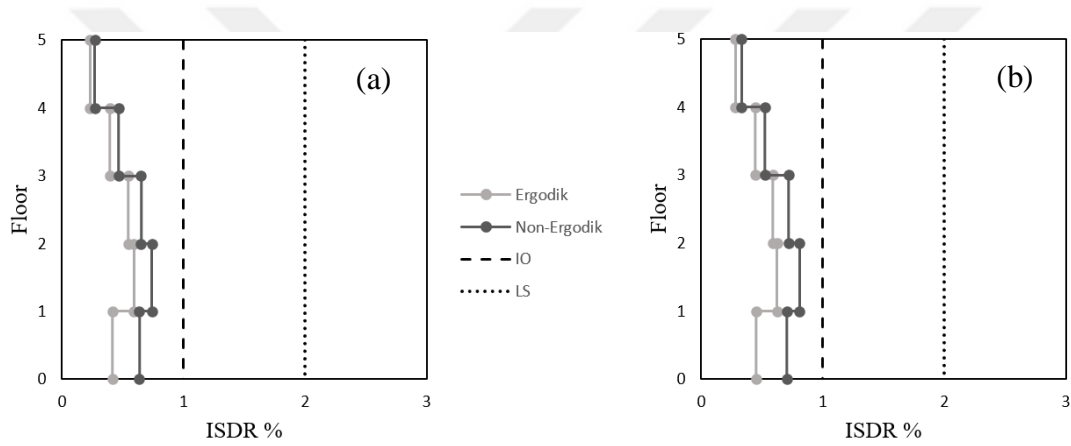 (a)
5
4
3
2
1
0
Floor
0 1 2 3
ISDR %
Ergodik
Non-Ergodik
IO
LS
(b)
5
4
3
2
1
0
Floor
0 1 2 3
ISDR %